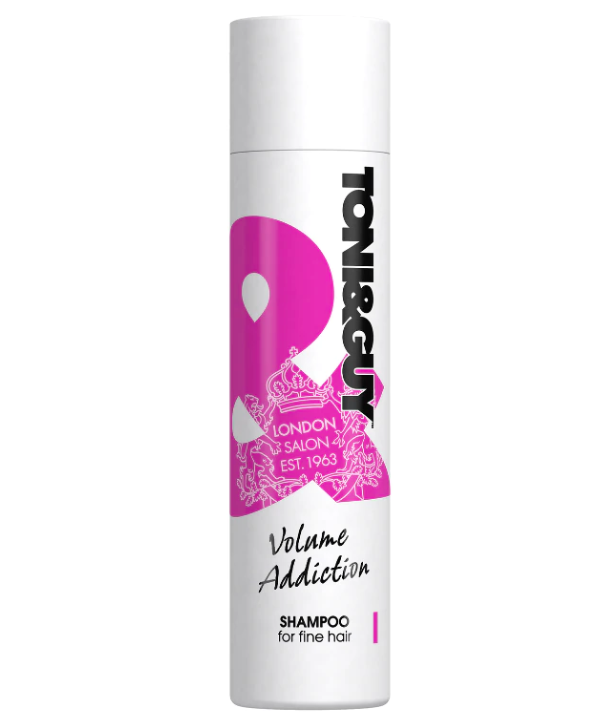 TONI&GUY
LONDON
SALON
EST. 1963
Volume
Addiction
SHAMPOO
for fine hair